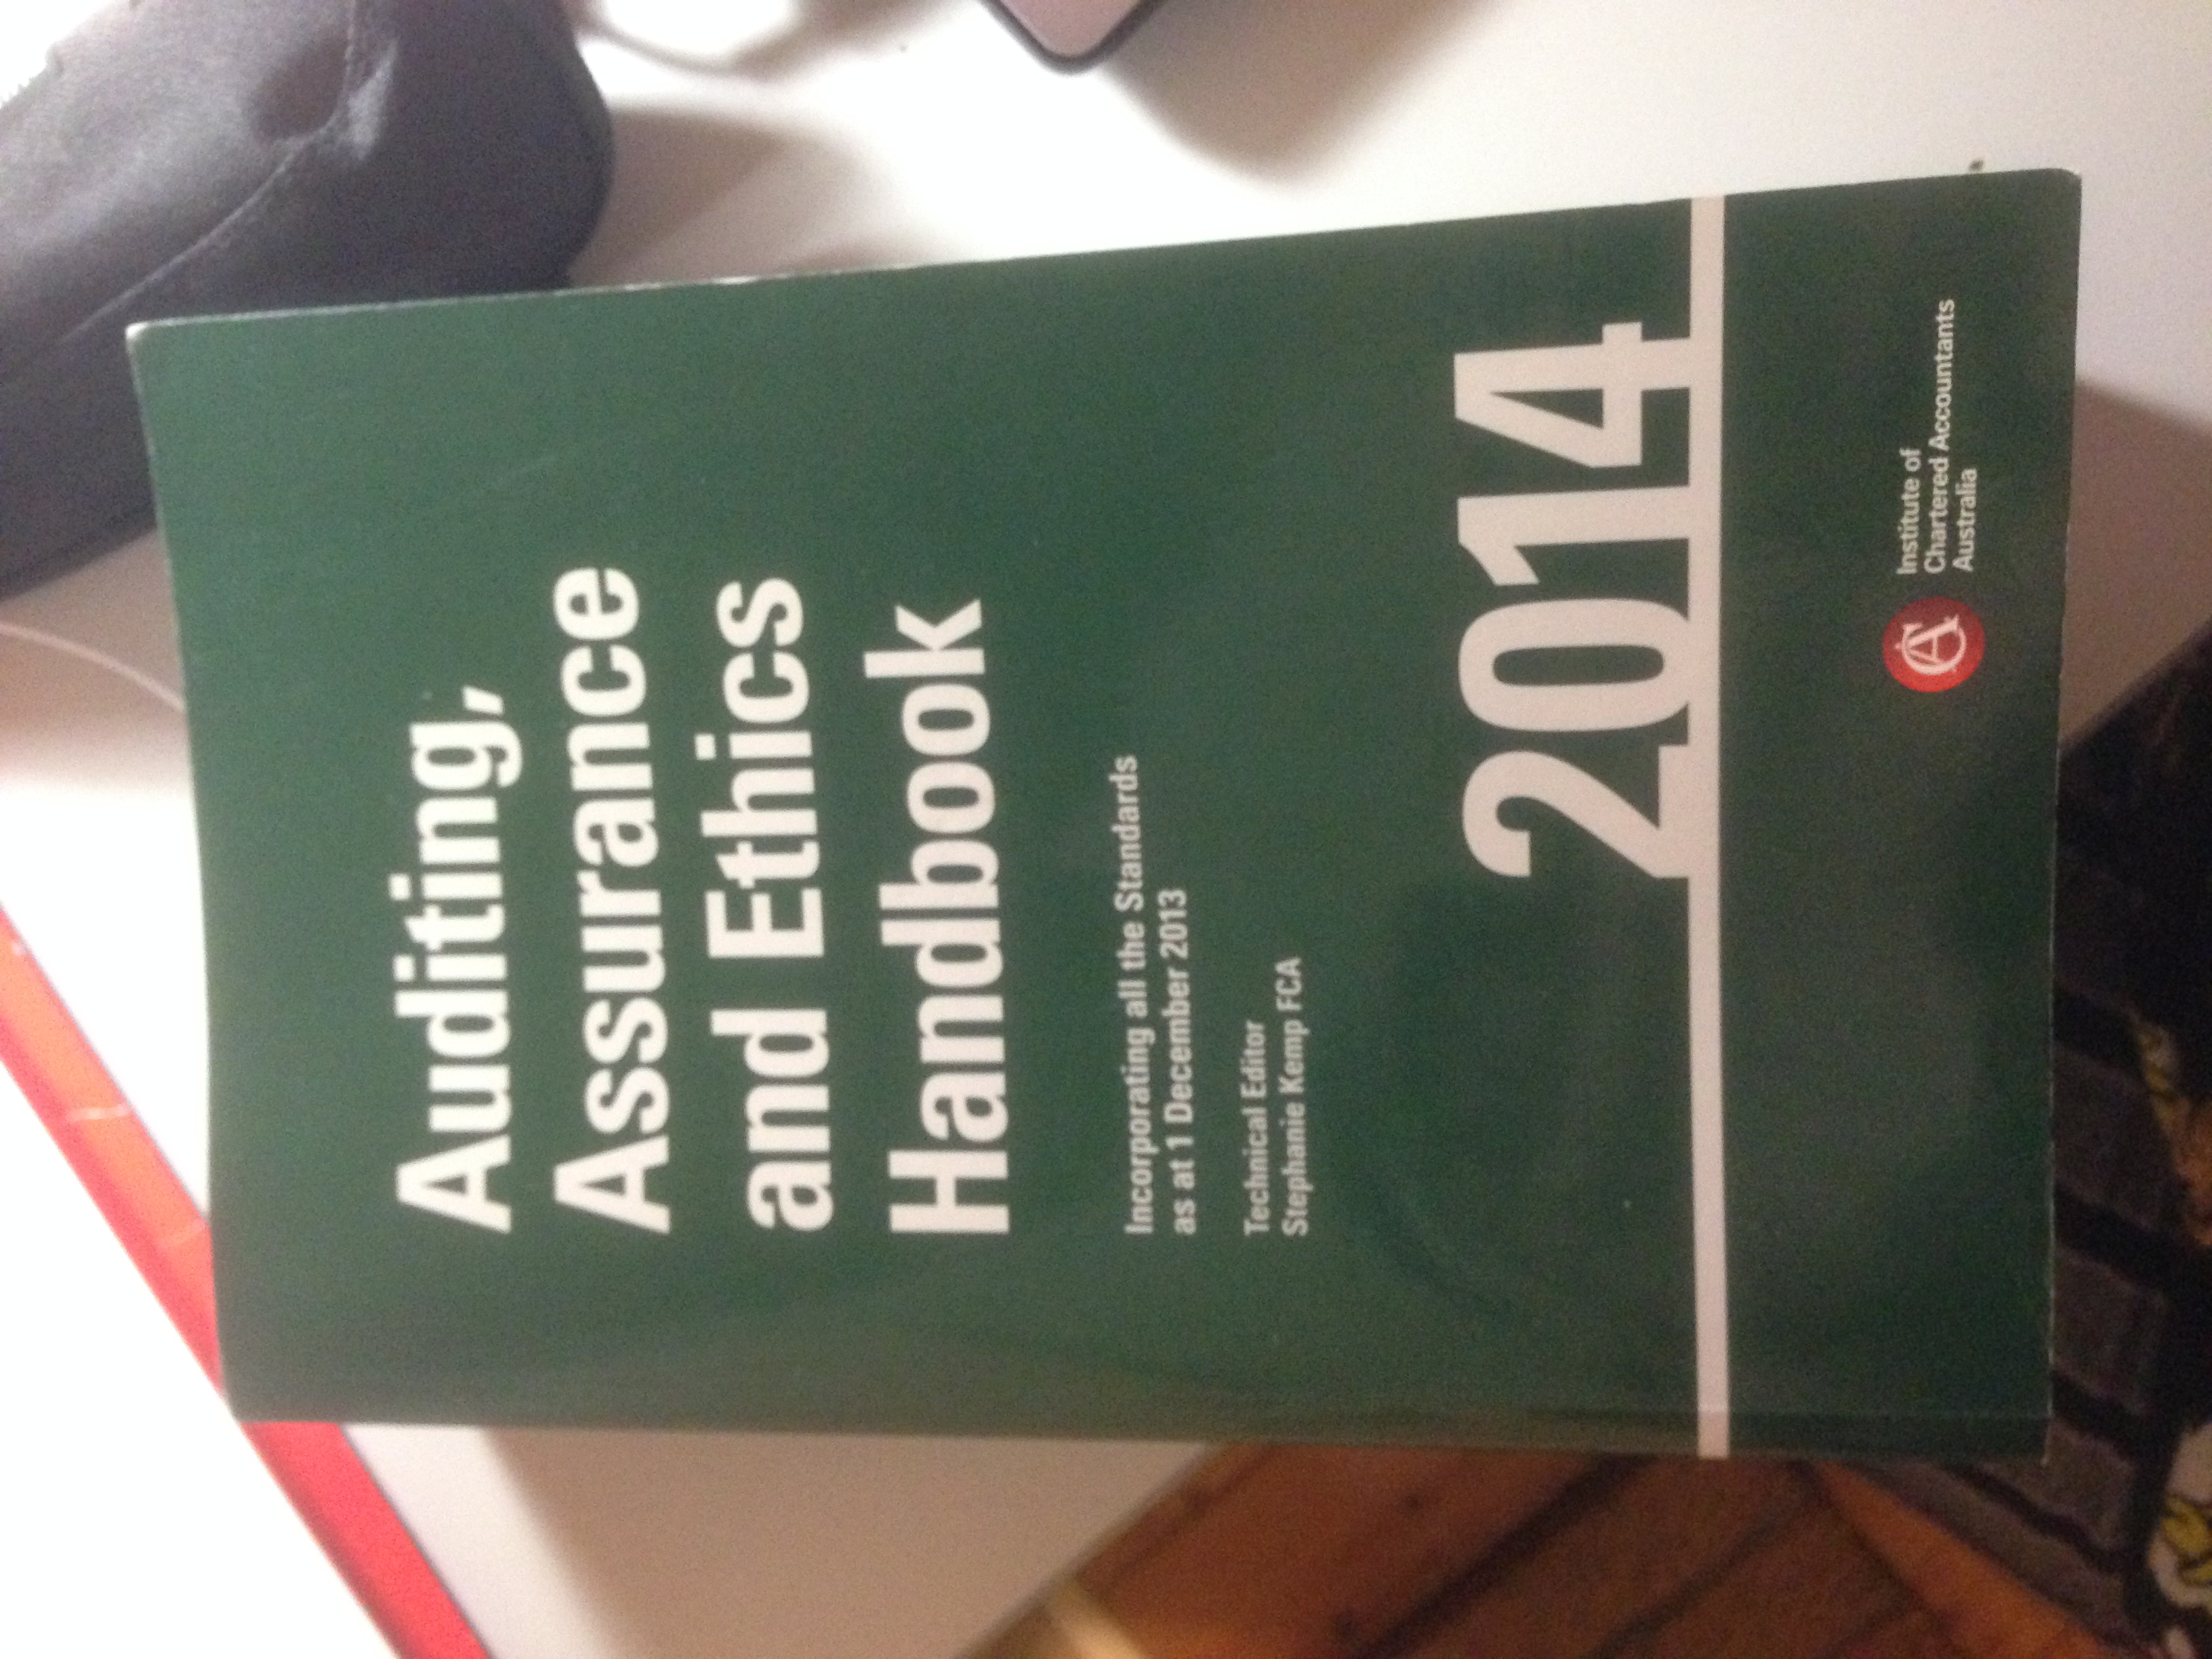 Auditing,
Assurance
and Ethics
Handbook
Incorporating all the Standards
as at 1 December 2013
Technical Editor
Stephanie Kemp FCA
2014
CA
Institute of
Chartered Accountants
Australia